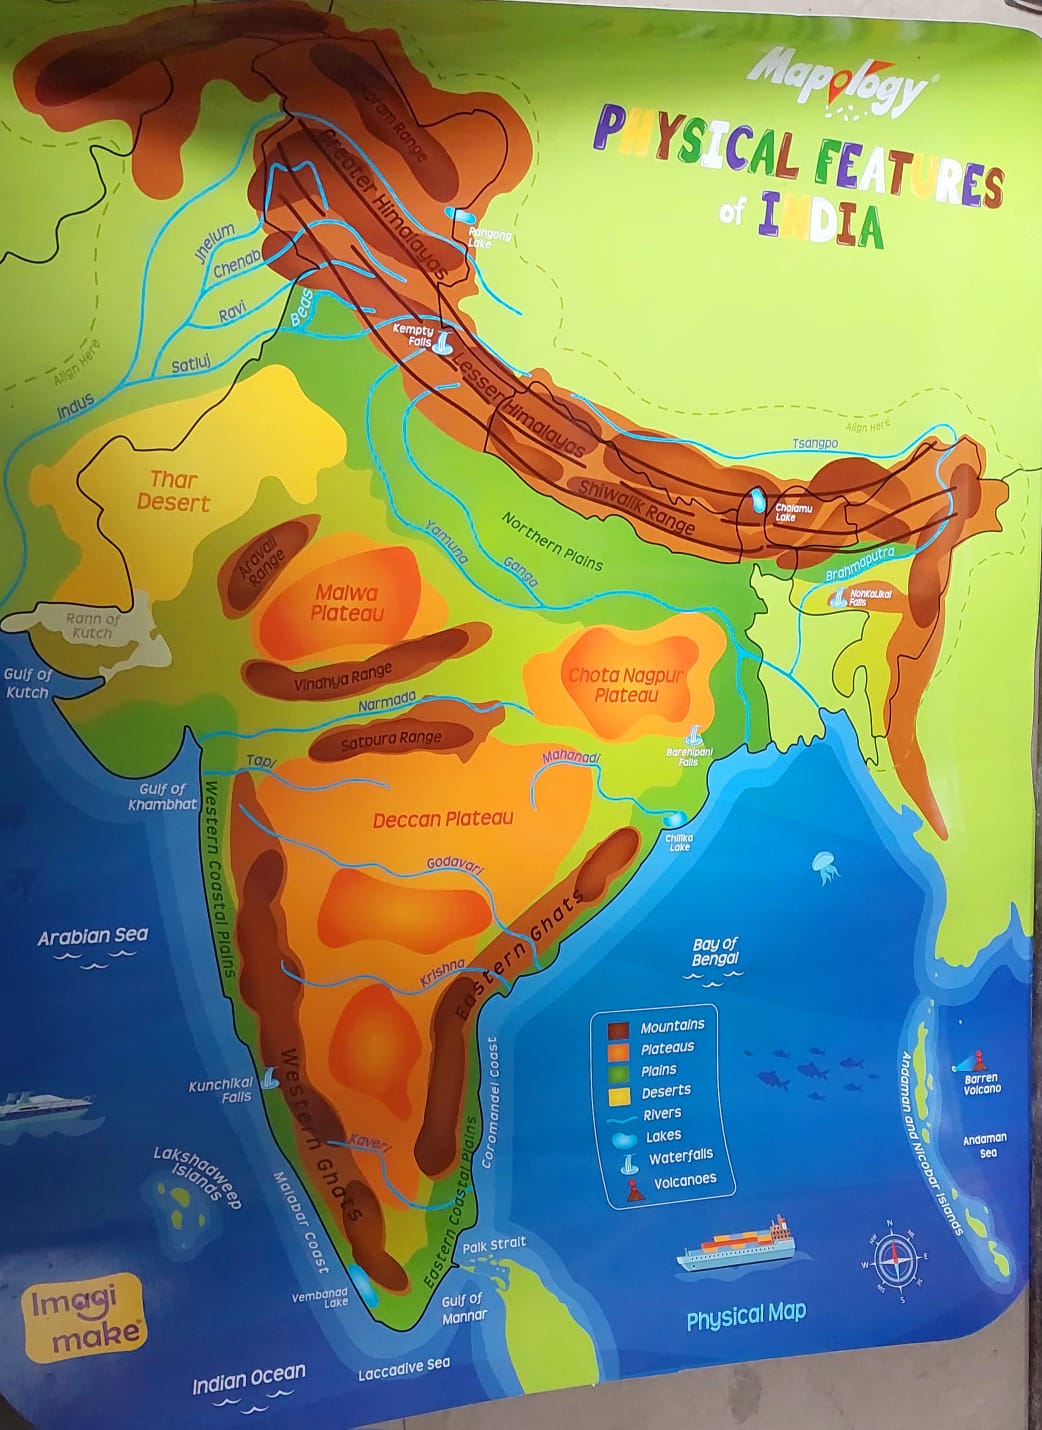 Mapology
PHYSICAL FEATURES
of INDIA
Greater Himalayas
Rangong
Lake
Jhelum
Chenab
Ravi
Beas
Satluj
Indus
Align Here
Kempty
Falls
Lesser Himalayas
Shiwalik Range
Align Here
Tsangpo
Cholamu
Lake
Brahmaputra
Nohkalikai
Falls
Thar
Desert
Northern Plains
Yamuna
Ganga
Aravali
Range
Malwa
Plateau
Rann of
Kutch
Gulf of
Kutch
Vindhya Range
Chota Nagpur
Plateau
Narmada
Satpura Range
Barehipani
Falls
Tapi
Mahanadi
Gulf of
Khambhat
Western Coastal Plains
Deccan Plateau
Chilika
Lake
Godavari
Eastern Ghats
Arabian Sea
Bay of
Bengal
Krishna
Mountains
Plateaus
Plains
Deserts
Rivers
Lakes
Waterfalls
Volcanoes
Kunchikal
Falls
Western Ghats
Coromandel Coast
Barren
Volcano
Andaman and Nicobar Islands
Andaman
Sea
Kaveri
Lakshadweep
Islands
Malabar Coast
Eastern Coastal Plains
Palk Strait
N
NE
E
SE
S
SW
W
NW
Vembanad
Lake
Gulf of
Mannar
Physical Map
Imagi
make
Indian Ocean
Laccadive Sea